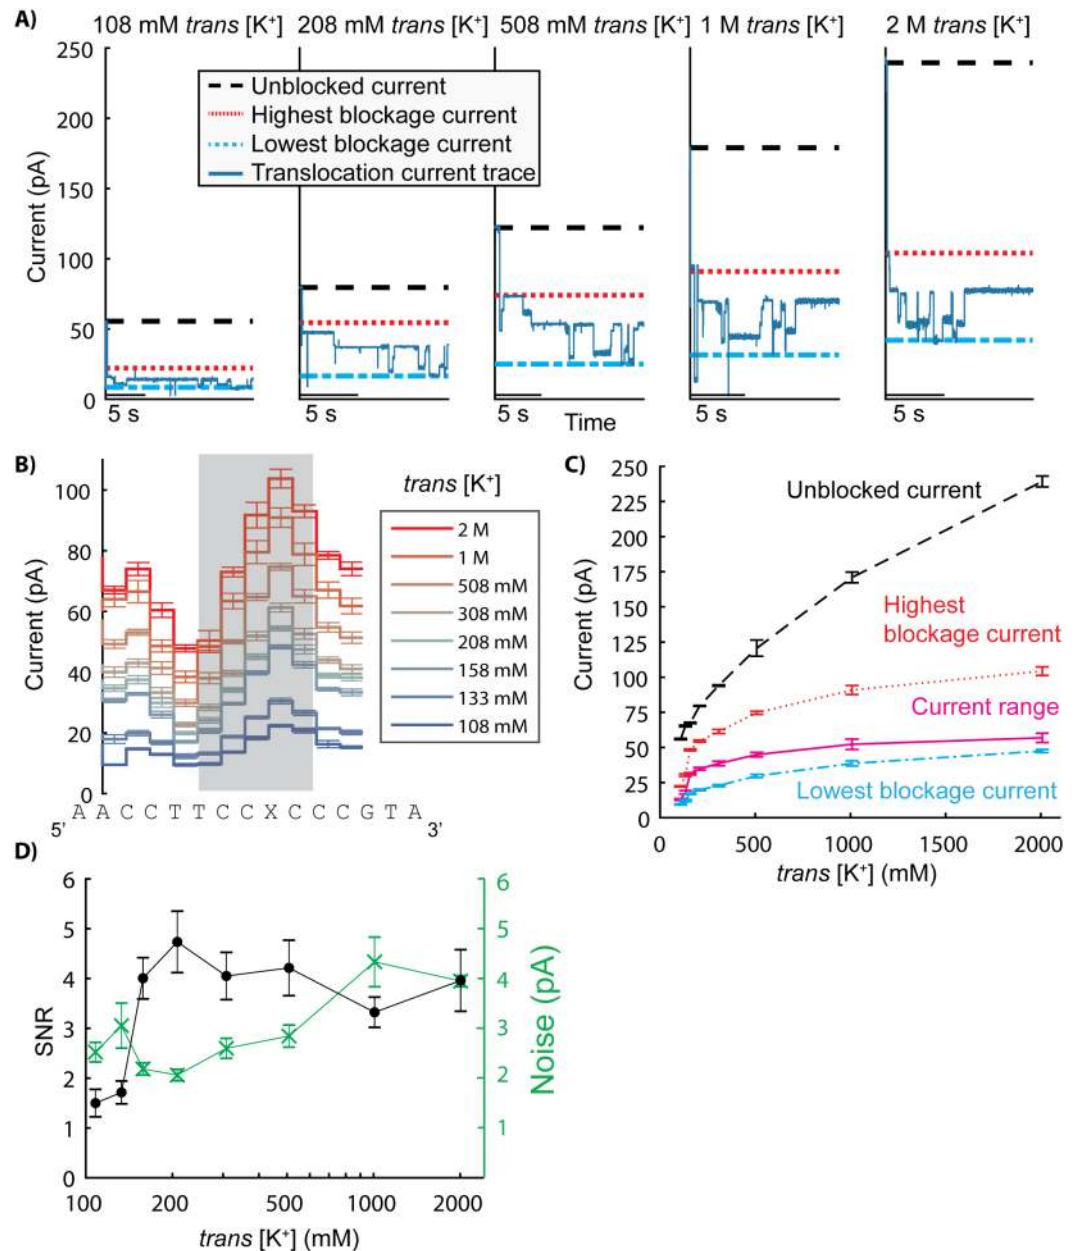 A)
108 mM trans [K⁺] 208 mM trans [K⁺] 508 mM trans [K⁺] 1 M trans [K⁺] 2 M trans [K⁺]
Current (pA)
250
200
150
100
50
0
Unblocked current
Highest blockage current
Lowest blockage current
Translocation current trace
5 s 5 s 5 s 5 s 5 s
Time
B)
Current (pA)
100
80
60
40
20
0
trans [K⁺]
2 M
1 M
508 mM
308 mM
208 mM
158 mM
133 mM
108 mM
5' A A C C T T C C X C C C G T A 3'
C)
Current (pA)
250
225
200
175
150
125
100
75
50
25
0
Unblocked current
Highest
blockage current
Current range
Lowest blockage current
0 500 1000 1500 2000
trans [K⁺] (mM)
D)
SNR
6
5
4
3
2
1
0
6
5
4
3
2
1
Noise (pA)
100 200 500 1000 2000
trans [K⁺] (mM)